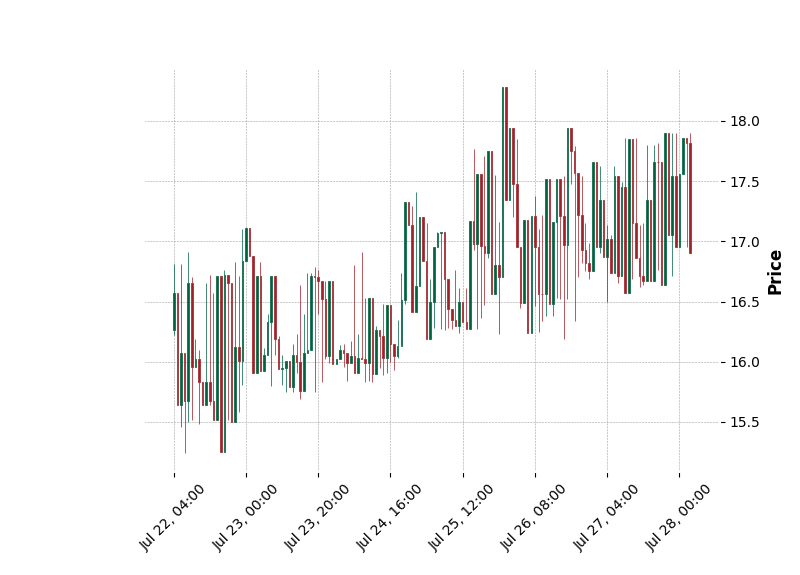 18.0
17.5
17.0
16.5
16.0
15.5
Price
Jul 22, 04:00
Jul 23, 00:00
Jul 23, 20:00
Jul 24, 16:00
Jul 25, 12:00
Jul 26, 08:00
Jul 27, 04:00
Jul 28, 00:00